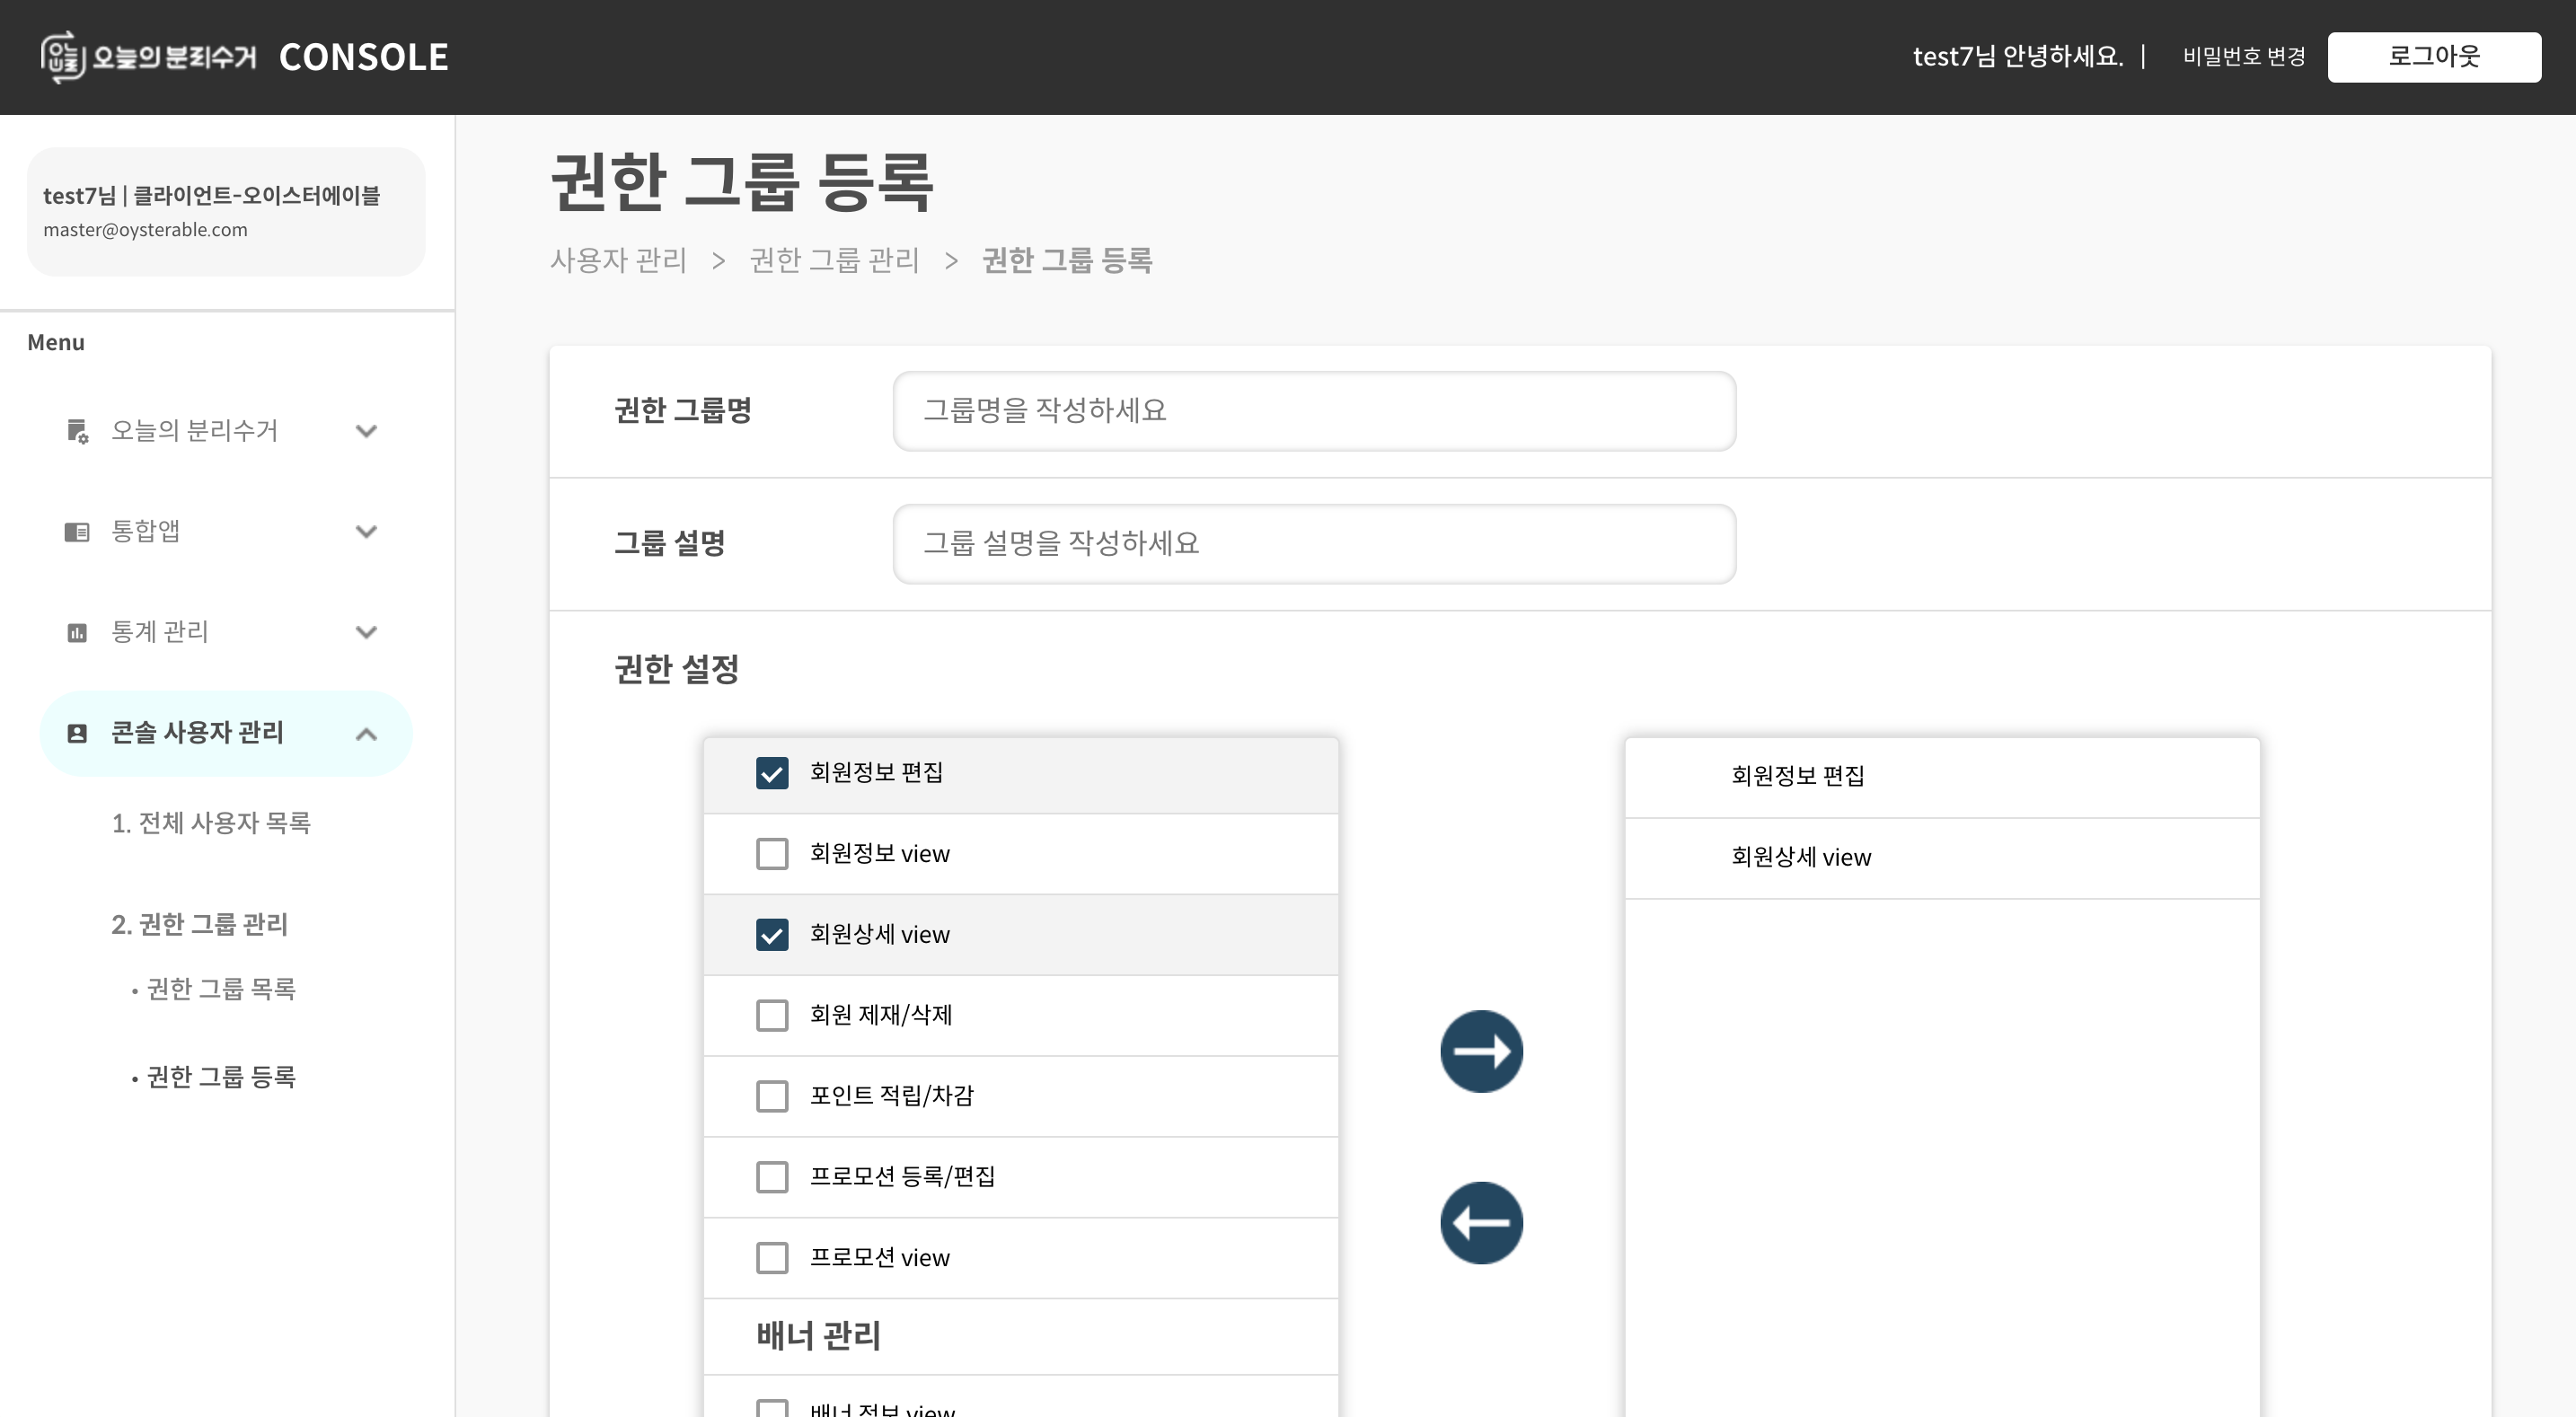 오늘의 분리수거 CONSOLE
test7님 안녕하세요. | 비밀번호 변경 로그아웃
test7님 | 클라이언트-오이스터에이블
master@oysterable.com
Menu
오늘의 분리수거
통합앱
통계 관리
콘솔 사용자 관리
1. 전체 사용자 목록
2. 권한 그룹 관리
• 권한 그룹 목록
• 권한 그룹 등록
권한 그룹 등록
사용자 관리 > 권한 그룹 관리 > 권한 그룹 등록
권한 그룹명 그룹명을 작성하세요
그룹 설명 그룹 설명을 작성하세요
권한 설정
회원정보 편집
회원정보 view
회원상세 view
회원 제재/삭제
포인트 적립/차감
프로모션 등록/편집
프로모션 view
배너 관리
배너 정보 view
회원정보 편집
회원상세 view